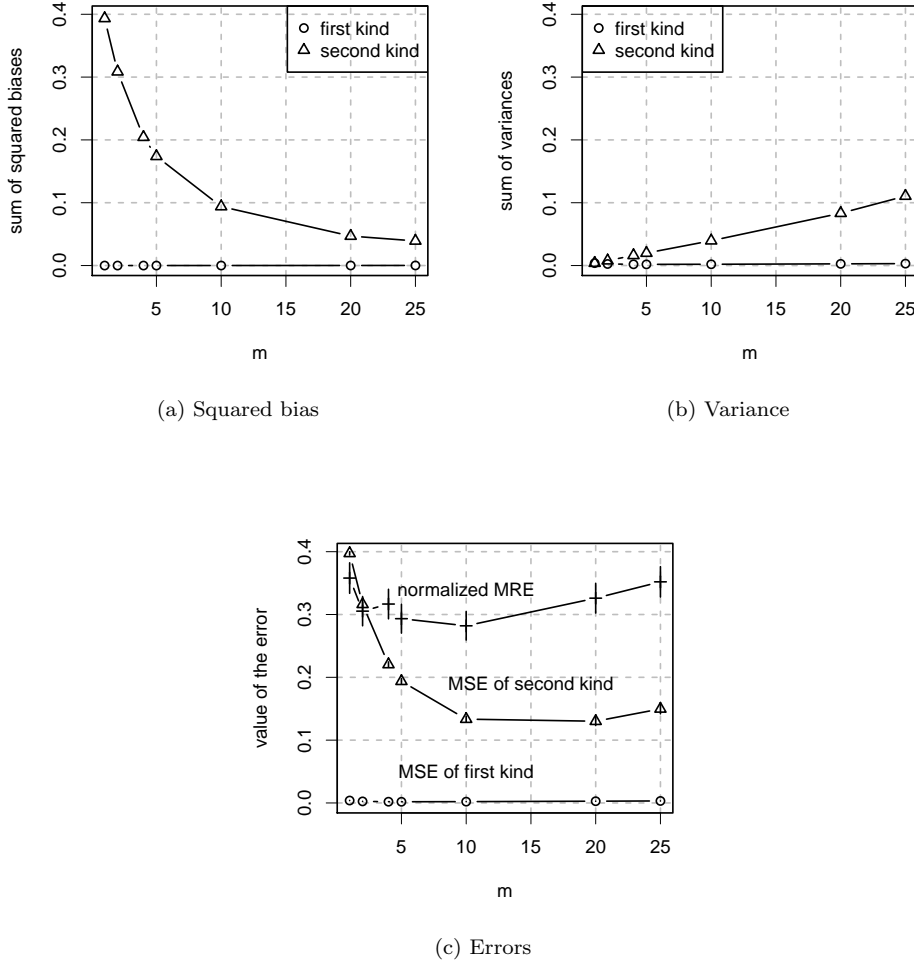 sum of squared biases
0.0
0.1
0.2
0.3
0.4
first kind
second kind
5
10
15
20
25
m
(a) Squared bias
sum of variances
0.0
0.1
0.2
0.3
0.4
first kind
second kind
5
10
15
20
25
m
(b) Variance
value of the error
0.0
0.1
0.2
0.3
0.4
normalized MRE
MSE of second kind
MSE of first kind
5
10
15
20
25
m
(c) Errors